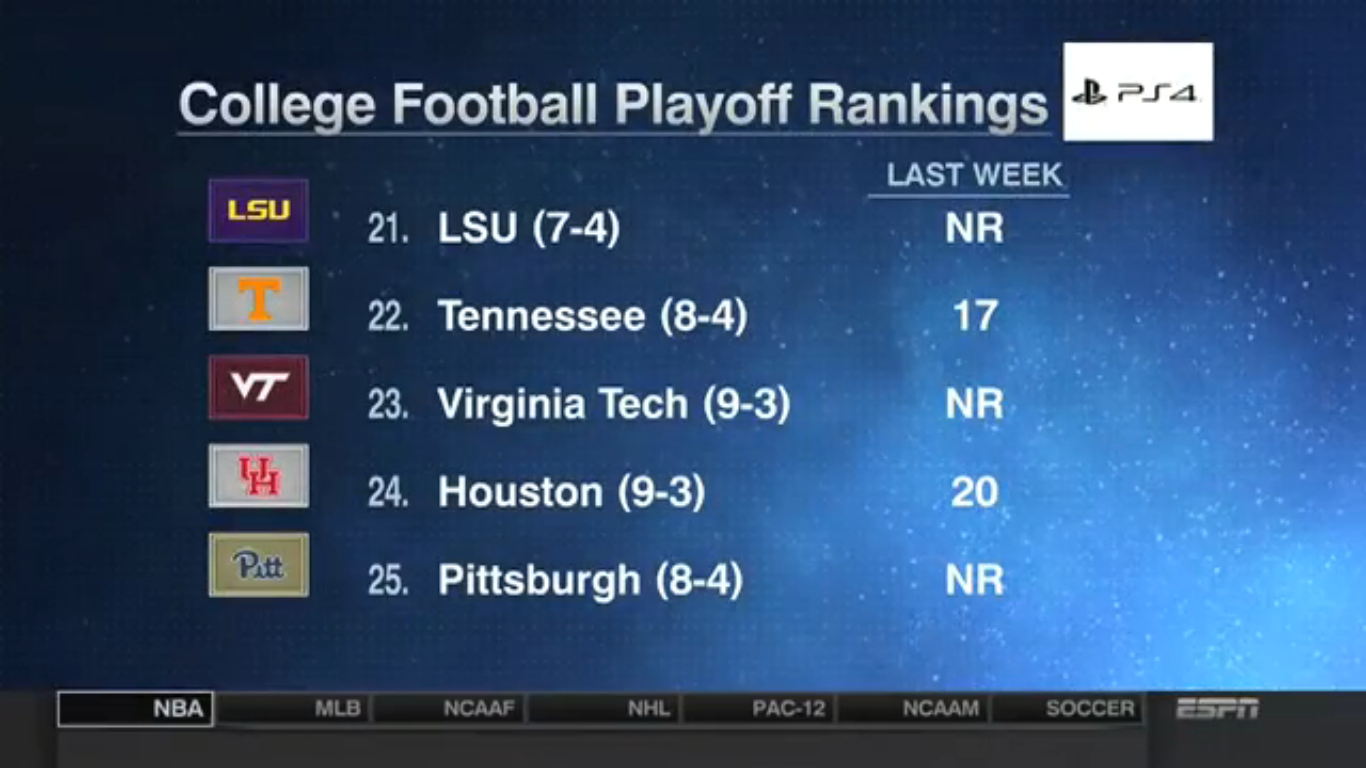 College Football Playoff Rankings PS4
LAST WEEK
LSU 21. LSU (7-4) NR
T 22. Tennessee (8-4) 17
VT 23. Virginia Tech (9-3) NR
UH 24. Houston (9-3) 20
Pitt 25. Pittsburgh (8-4) NR
NBA MLB NCAAF NHL PAC-12 NCAAM SOCCER ESPN